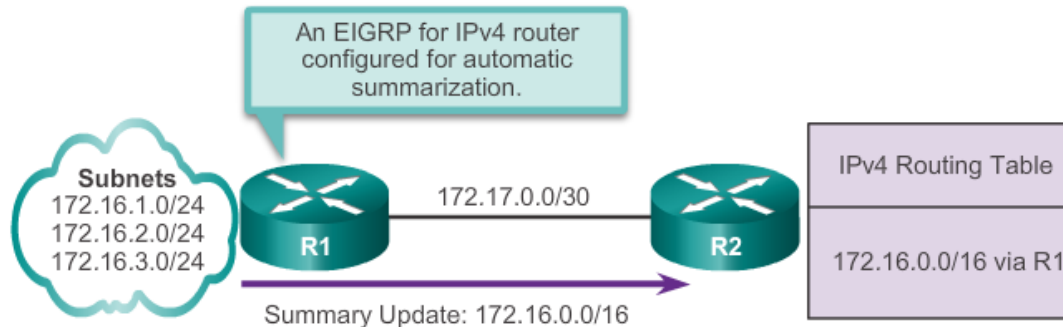 An EIGRP for IPv4 router
configured for automatic
summarization.
Subnets
172.16.1.0/24
172.16.2.0/24
172.16.3.0/24
R1
172.17.0.0/30
R2
Summary Update: 172.16.0.0/16
IPv4 Routing Table
172.16.0.0/16 via R1